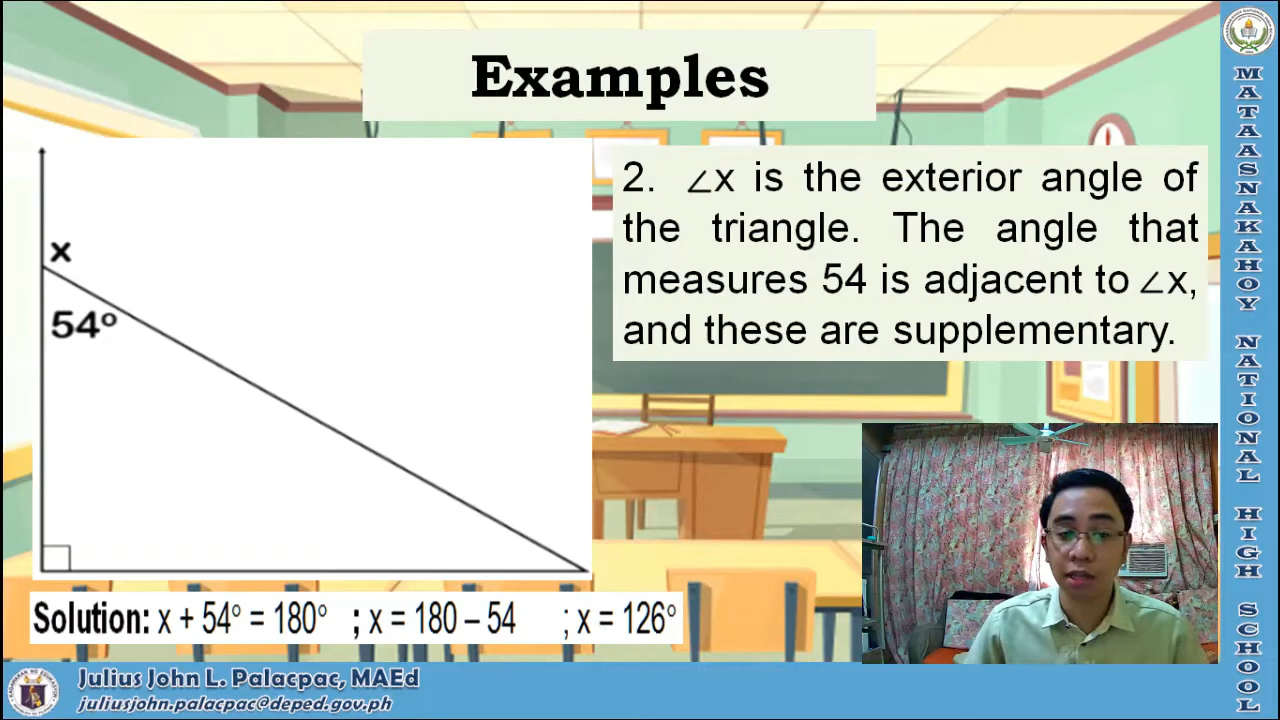 Examples
x
54º
2. ∠x is the exterior angle of
the triangle. The angle that
measures 54 is adjacent to ∠x,
and these are supplementary.
Solution: x + 54° = 180° ; x = 180 – 54 ; x = 126°
Julius John L. Palacpac, MAEd
juliusjohn.palacpac@deped.gov.ph
MATAASNAKAHOY NATIONAL HIGH SCHOOL